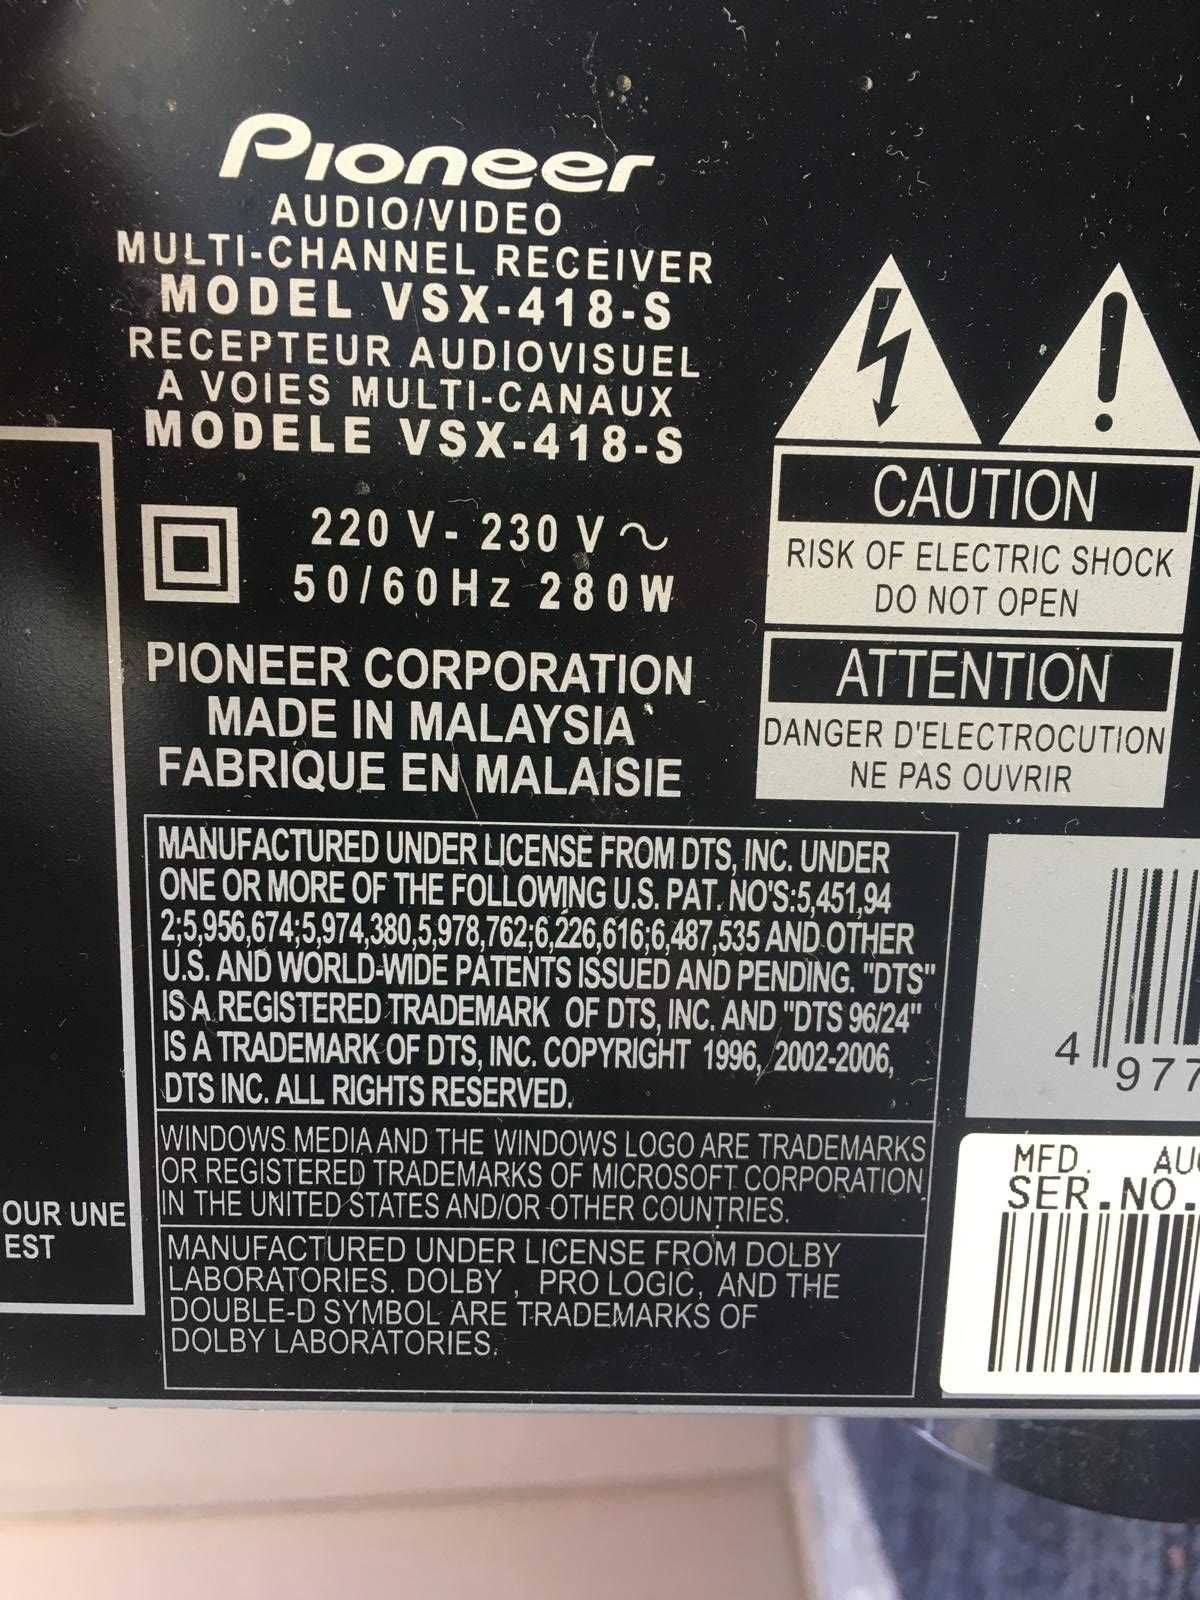 Pioneer
AUDIO/VIDEO
MULTI-CHANNEL RECEIVER
MODEL VSX-418-S
RECEPTEUR AUDIOVISUEL
A VOIES MULTI-CANAUX
MODELE VSX-418-S
220 V - 230 V ~
50/60Hz 280W
PIONEER CORPORATION
MADE IN MALAYSIA
FABRIQUE EN MALAISIE
CAUTION
RISK OF ELECTRIC SHOCK
DO NOT OPEN
ATTENTION
DANGER D'ELECTROCUTION
NE PAS OUVRIR
MANUFACTURED UNDER LICENSE FROM DTS, INC. UNDER
ONE OR MORE OF THE FOLLOWING U.S. PAT. NO'S:5,451,94
2;5,956,674;5,974,380,5,978,762;6,226,616;6,487,535 AND OTHER
U.S. AND WORLD-WIDE PATENTS ISSUED AND PENDING. "DTS"
IS A REGISTERED TRADEMARK OF DTS, INC. AND "DTS 96/24"
IS A TRADEMARK OF DTS, INC. COPYRIGHT 1996, 2002-2006,
DTS INC. ALL RIGHTS RESERVED.
WINDOWS MEDIA AND THE WINDOWS LOGO ARE TRADEMARKS
OR REGISTERED TRADEMARKS OF MICROSOFT CORPORATION
IN THE UNITED STATES AND/OR OTHER COUNTRIES.
MANUFACTURED UNDER LICENSE FROM DOLBY
LABORATORIES. DOLBY , PRO LOGIC, AND THE
DOUBLE-D SYMBOL ARE TRADEMARKS OF
DOLBY LABORATORIES.
OUR UNE
EST
4 977
MFD. AU
SER.NO.